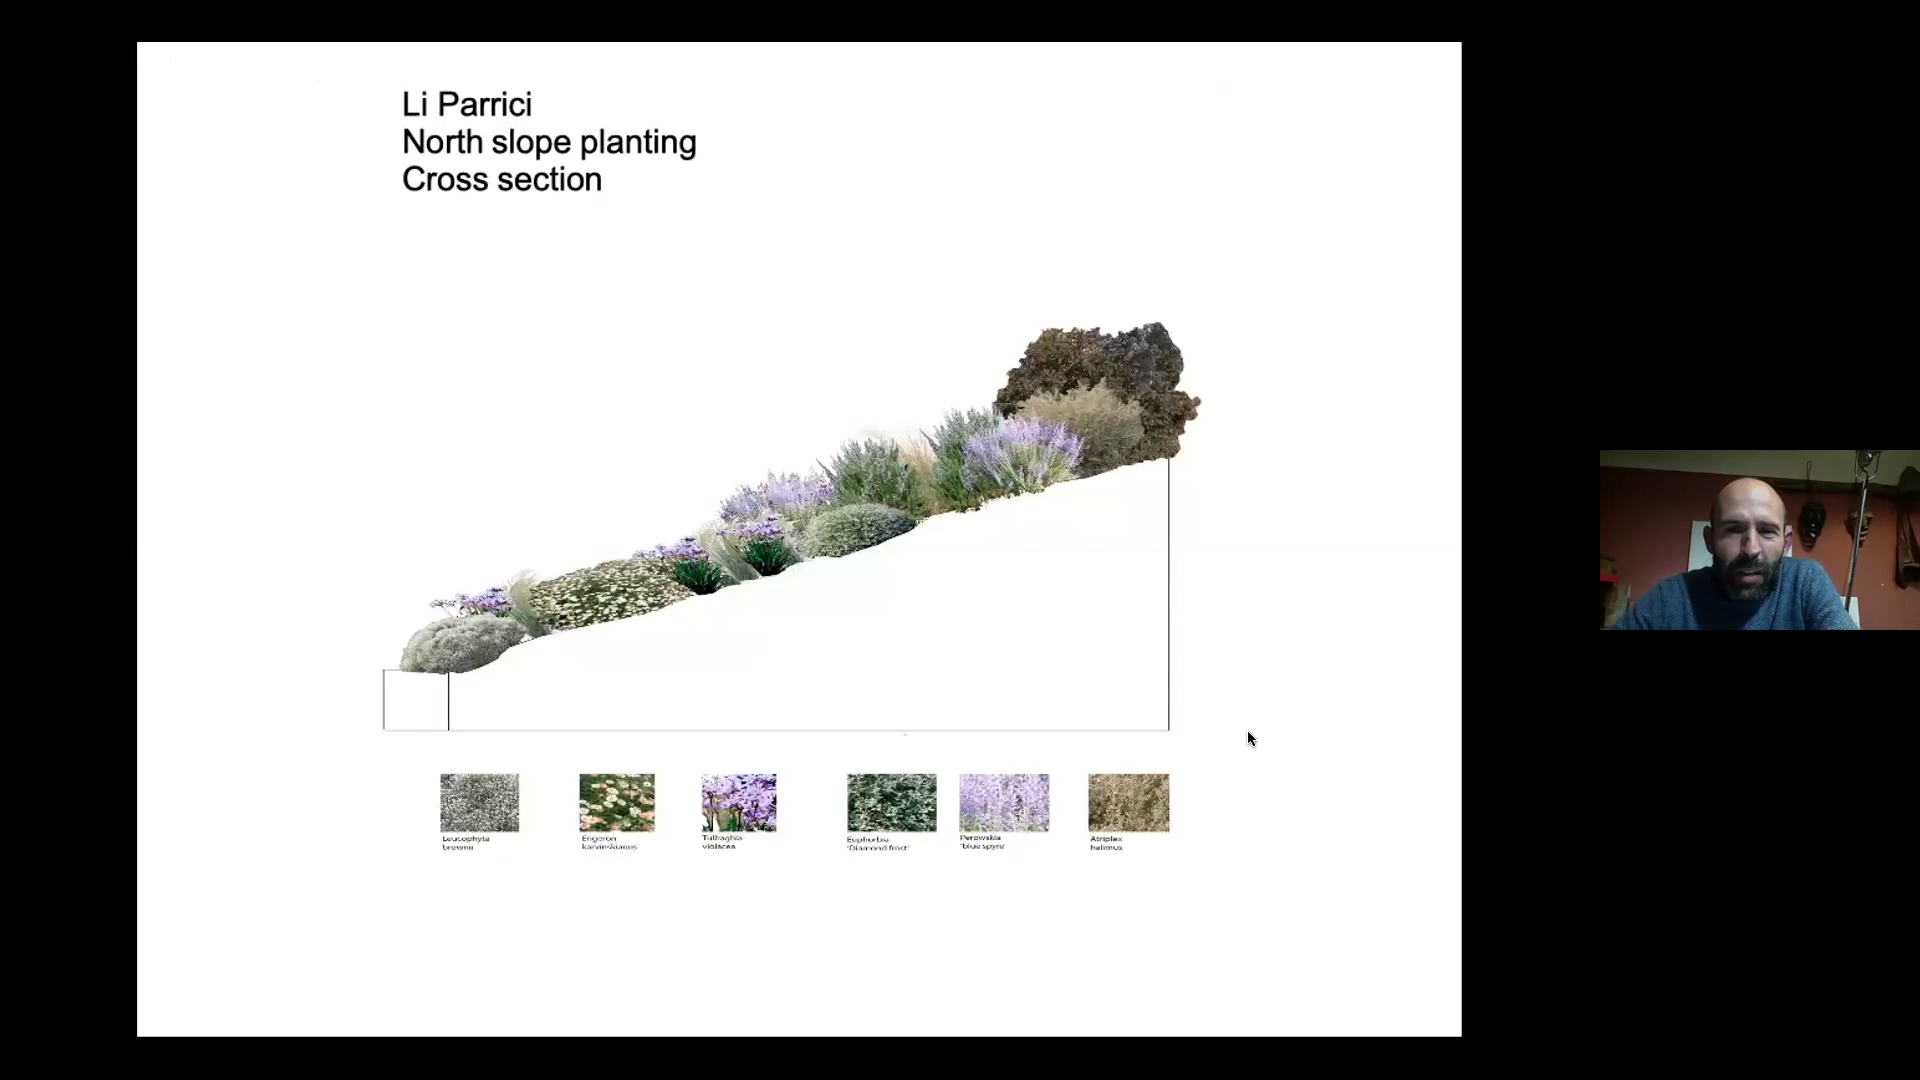 Li Parrici
North slope planting
Cross section
Leucophyta
brownii
Erigeron
karvinskianus
Tulbaghia
violacea
Euphorbia
'Diamond frost'
Perowskia
'blue spyre'
Atriplex
halimus